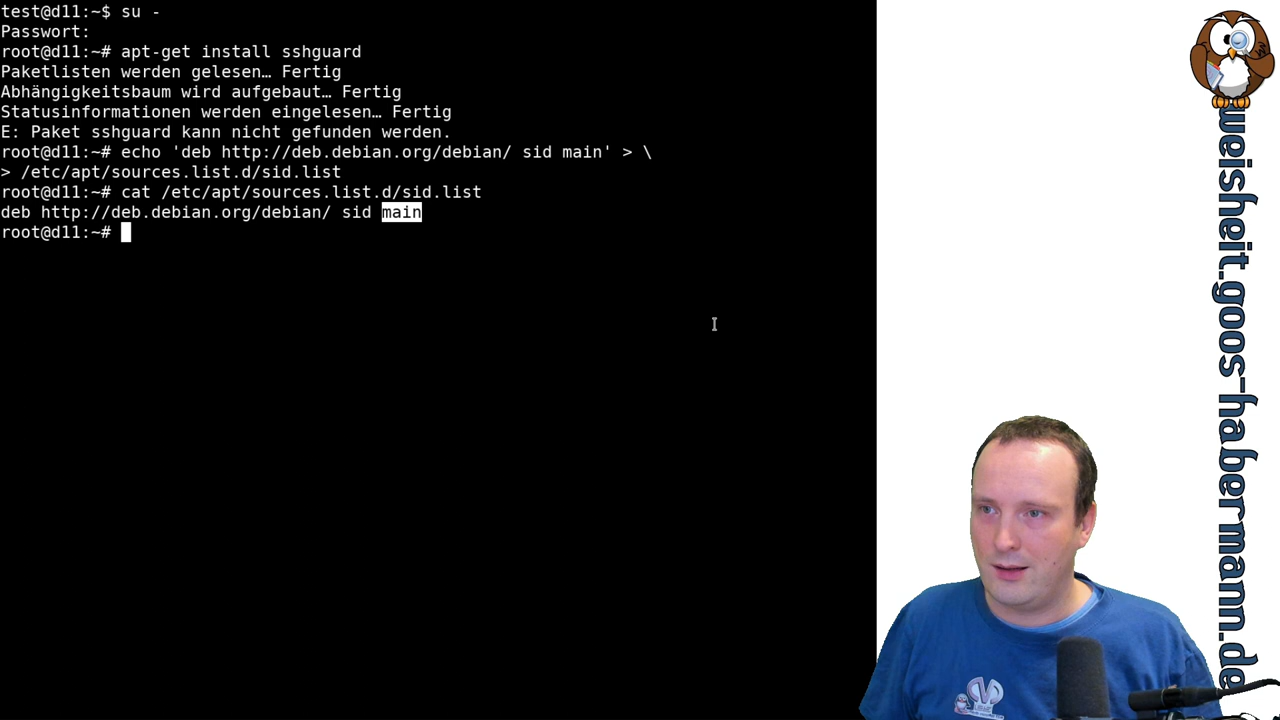 test@d11:~$ su -
Passwort:
root@d11:~# apt-get install sshguard
Paketlisten werden gelesen… Fertig
Abhängigkeitsbaum wird aufgebaut… Fertig
Statusinformationen werden eingelesen… Fertig
E: Paket sshguard kann nicht gefunden werden.
root@d11:~# echo 'deb http://deb.debian.org/debian/ sid main' > \
> /etc/apt/sources.list.d/sid.list
root@d11:~# cat /etc/apt/sources.list.d/sid.list
deb http://deb.debian.org/debian/ sid main
root@d11:~#
weisheit.goos-habermann.de